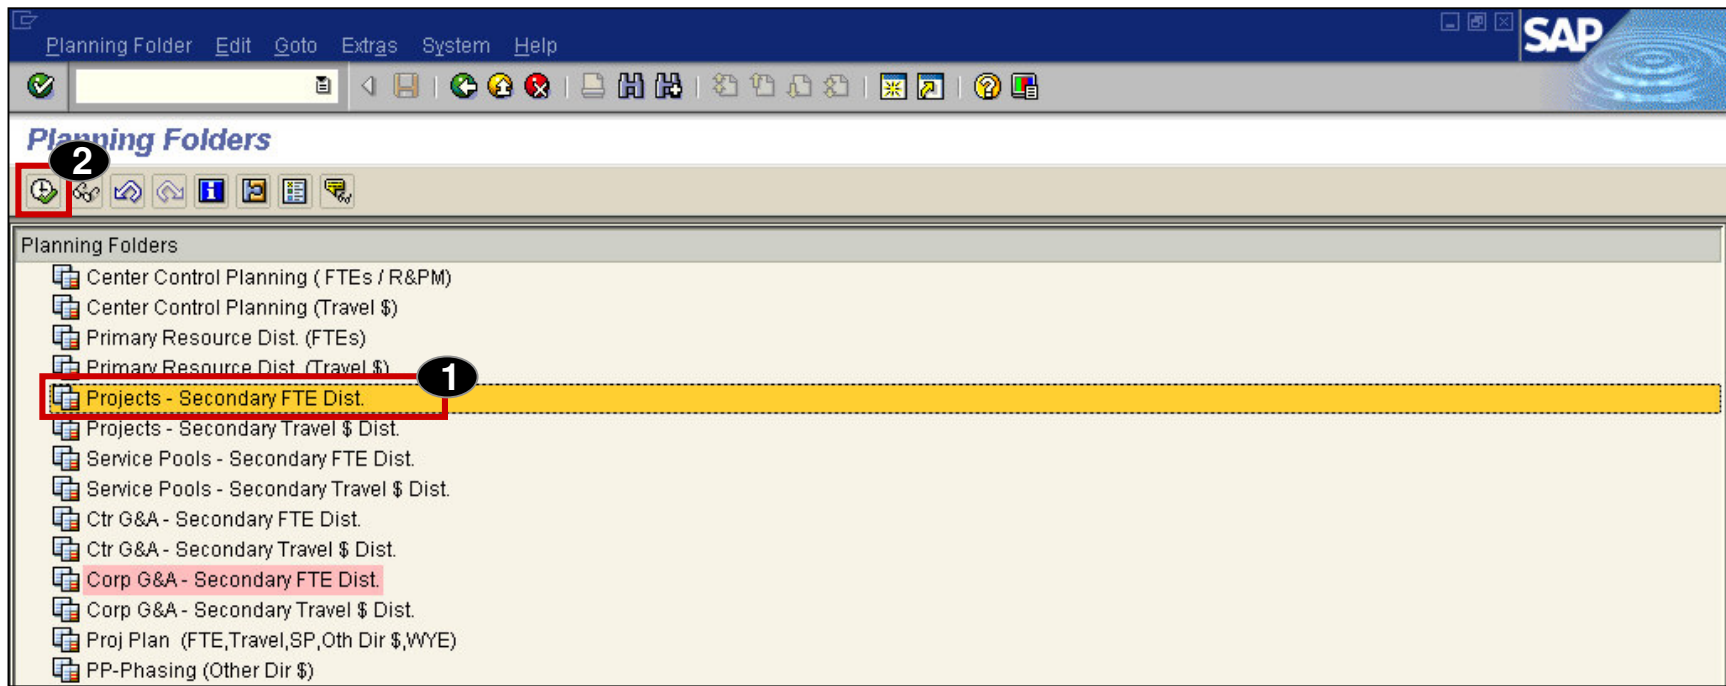 Planning Folder Edit Goto Extras System Help
SAP
Planning Folders
2
Planning Folders
Center Control Planning ( FTEs / R&PM)
Center Control Planning (Travel $)
Primary Resource Dist. (FTEs)
Primary Resource Dist. (Travel $)
1
Projects - Secondary FTE Dist.
Projects - Secondary Travel $ Dist.
Service Pools - Secondary FTE Dist.
Service Pools - Secondary Travel $ Dist.
Ctr G&A - Secondary FTE Dist.
Ctr G&A - Secondary Travel $ Dist.
Corp G&A - Secondary FTE Dist.
Corp G&A - Secondary Travel $ Dist.
Proj Plan (FTE,Travel,SP,Oth Dir $,WYE)
PP-Phasing (Other Dir $)